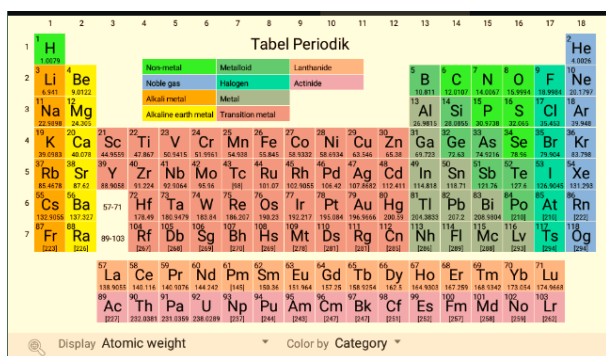 1 2 3 4 5 6 7 8 9 10 11 12 13 14 15 16 17 18
Tabel Periodik
Non-metal Metalloid Lanthanide
Noble gas Halogen Actinide
Alkali metal Metal
Alkaline earth metal Transition metal
1 1 H 1.0079 2 He 4.0026
2 3 Li 6.941 4 Be 9.0122 5 B 10.811 6 C 12.0107 7 N 14.0067 8 O 15.9994 9 F 18.9984 10 Ne 20.1797
3 11 Na 22.9898 12 Mg 24.305 13 Al 26.9815 14 Si 28.0855 15 P 30.9738 16 S 32.065 17 Cl 35.453 18 Ar 39.948
4 19 K 39.0983 20 Ca 40.078 21 Sc 44.9559 22 Ti 47.867 23 V 50.9415 24 Cr 51.9961 25 Mn 54.938 26 Fe 55.845 27 Co 58.9332 28 Ni 58.6934 29 Cu 63.546 30 Zn 65.38 31 Ga 69.723 32 Ge 72.63 33 As 74.9216 34 Se 78.96 35 Br 79.904 36 Kr 83.798
5 37 Rb 85.4678 38 Sr 87.62 39 Y 88.9058 40 Zr 91.224 41 Nb 92.9064 42 Mo 95.96 43 Tc [98] 44 Ru 101.07 45 Rh 102.9055 46 Pd 106.42 47 Ag 107.8682 48 Cd 112.411 49 In 114.818 50 Sn 118.71 51 Sb 121.76 52 Te 127.6 53 I 126.9045 54 Xe 131.293
6 55 Cs 132.9055 56 Ba 137.327 57-71 72 Hf 178.49 73 Ta 180.9479 74 W 183.84 75 Re 186.207 76 Os 190.23 77 Ir 192.217 78 Pt 195.084 79 Au 196.9666 80 Hg 200.59 81 Tl 204.3833 82 Pb 207.2 83 Bi 208.9804 84 Po [210] 85 At [210] 86 Rn [222]
7 87 Fr [223] 88 Ra [226] 89-103 104 Rf [267] 105 Db [268] 106 Sg [269] 107 Bh [270] 108 Hs [269] 109 Mt [278] 110 Ds [281] 111 Rg [281] 112 Cn [285] 113 Nh [286] 114 Fl [289] 115 Mc [288] 116 Lv [293] 117 Ts [294] 118 Og [294]
57 La 138.9055 58 Ce 140.116 59 Pr 140.9076 60 Nd 144.242 61 Pm [145] 62 Sm 150.36 63 Eu 151.964 64 Gd 157.25 65 Tb 158.9254 66 Dy 162.5 67 Ho 164.9303 68 Er 167.259 69 Tm 168.9342 70 Yb 173.054 71 Lu 174.9668
89 Ac [227] 90 Th 232.0381 91 Pa 231.0359 92 U 238.0289 93 Np [237] 94 Pu [244] 95 Am [243] 96 Cm [247] 97 Bk [247] 98 Cf [251] 99 Es [252] 100 Fm [257] 101 Md [258] 102 No [259] 103 Lr [262]
Display Atomic weight Color by Category